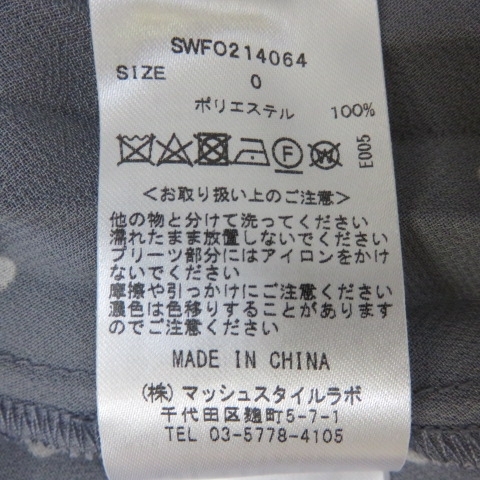 SWFO214064
SIZE 0
ポリエステル 100%
F W
E005
<お取り扱い上のご注意>
他の物と分けて洗ってください
濡れたまま放置しないでください
プリーツ部分にはアイロンをかけ
ないでください
摩擦や引っかけにご注意ください
濃色は色移りすることがあります
のでご注意ください
MADE IN CHINA
(株)マッシュスタイルラボ
千代田区麹町5-7-1
TEL 03-5778-4105